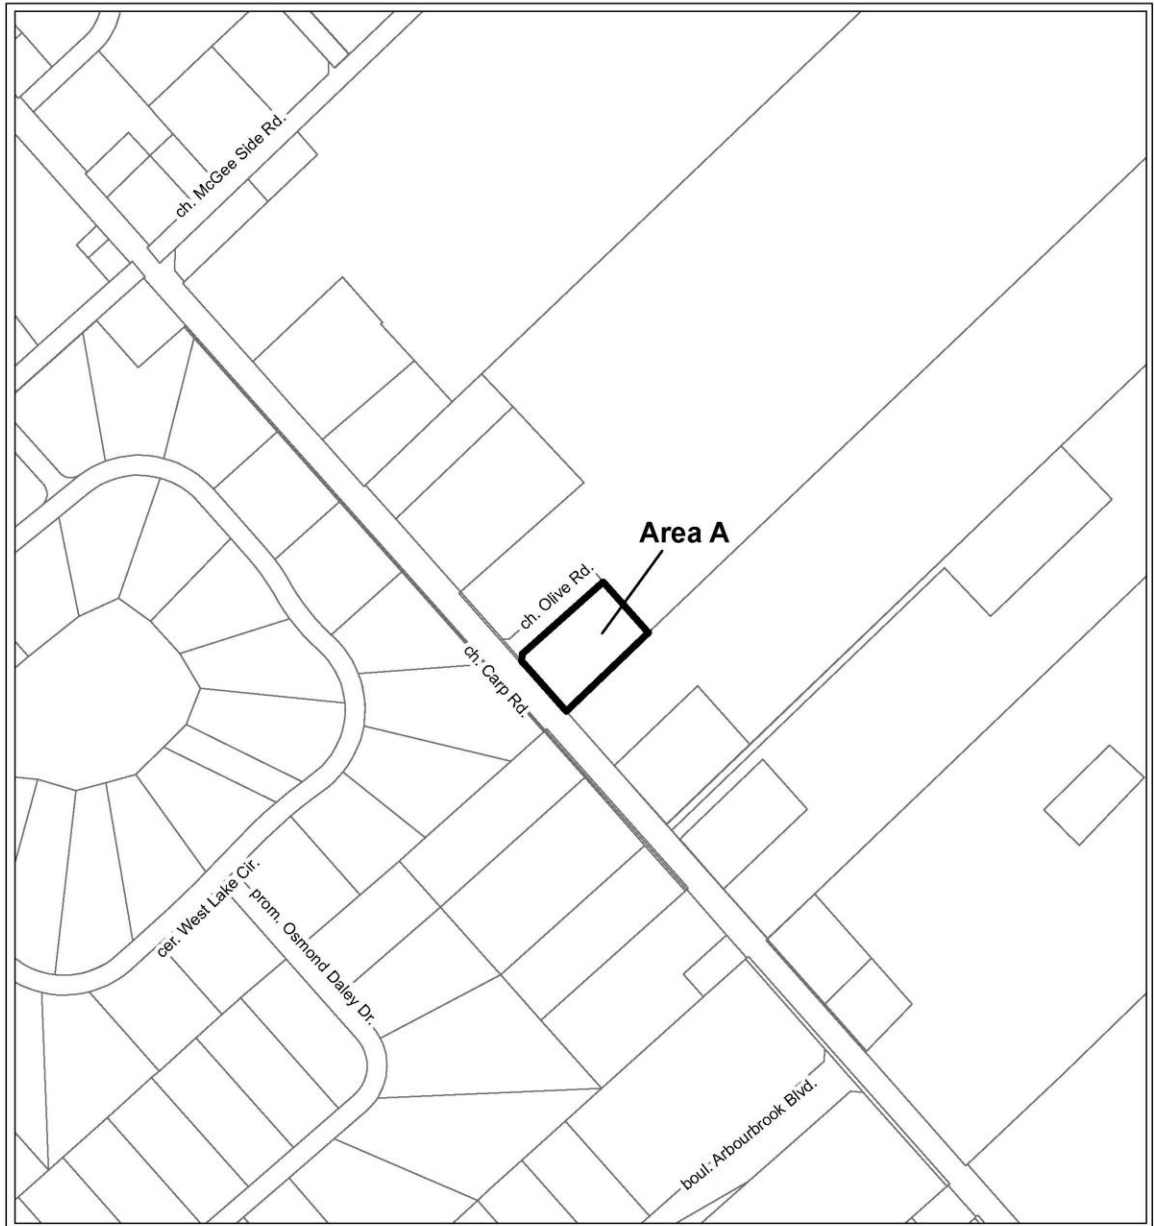 ch. McGee Side Rd.
Area A
ch. Olive Rd.
ch. Carp Rd.
cer. West Lake Cir.
prom. Osmond Daley Dr.
boul. Arbourbrook Blvd.